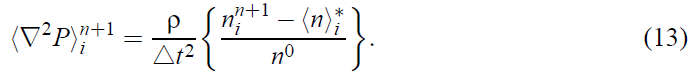 ⟨∇²P⟩ᵢⁿ⁺¹ = ρ/△t² { (nᵢⁿ⁺¹ − ⟨n⟩ᵢ*) / n⁰ }. (13)